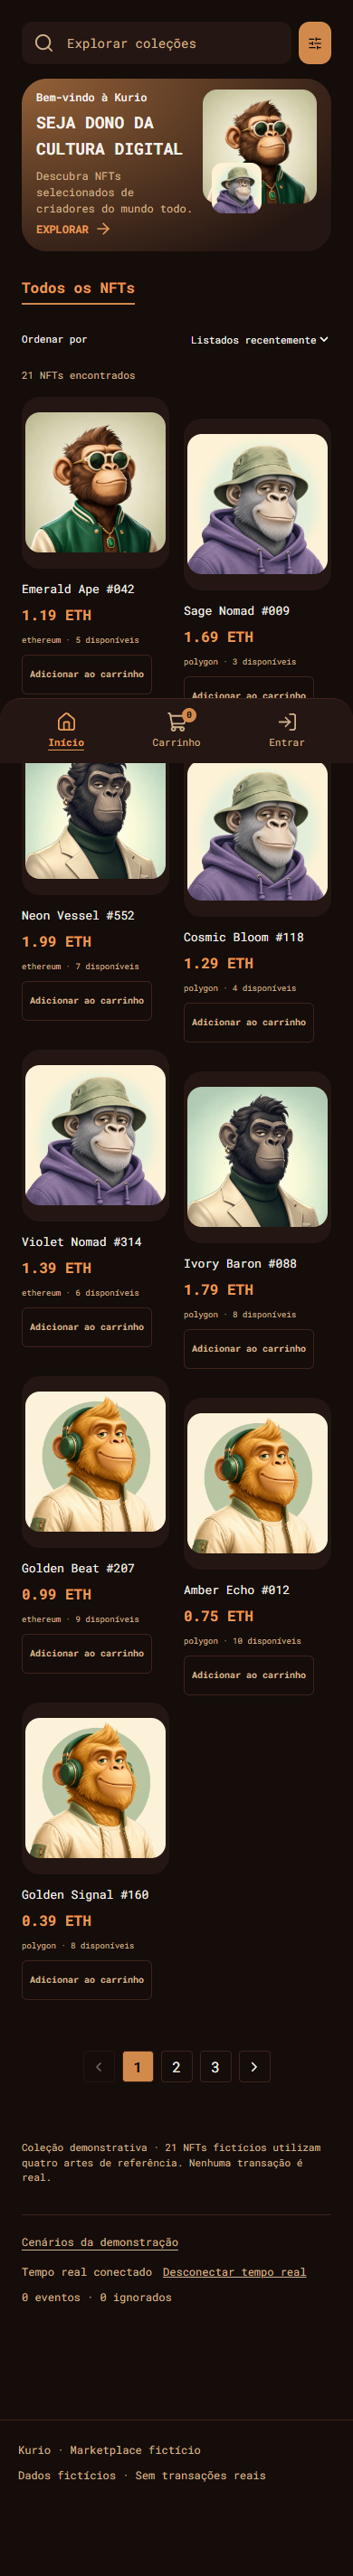 Explorar coleções
Bem-vindo à Kurio
SEJA DONO DA
CULTURA DIGITAL
Descubra NFTs
selecionados de
criadores do mundo todo.
EXPLORAR
Todos os NFTs
Ordenar por
Listados recentemente
21 NFTs encontrados
Emerald Ape #042
1.19 ETH
ethereum · 5 disponíveis
Adicionar ao carrinho
Sage Nomad #009
1.69 ETH
polygon · 3 disponíveis
Adicionar ao carrinho
0
Início
Carrinho
Entrar
Neon Vessel #552
1.99 ETH
ethereum · 7 disponíveis
Adicionar ao carrinho
Cosmic Bloom #118
1.29 ETH
polygon · 4 disponíveis
Adicionar ao carrinho
Violet Nomad #314
1.39 ETH
ethereum · 6 disponíveis
Adicionar ao carrinho
Ivory Baron #088
1.79 ETH
polygon · 8 disponíveis
Adicionar ao carrinho
Golden Beat #207
0.99 ETH
ethereum · 9 disponíveis
Adicionar ao carrinho
Amber Echo #012
0.75 ETH
polygon · 10 disponíveis
Adicionar ao carrinho
Golden Signal #160
0.39 ETH
polygon · 8 disponíveis
Adicionar ao carrinho
1 2 3
Coleção demonstrativa · 21 NFTs fictícios utilizam
quatro artes de referência. Nenhuma transação é
real.
Cenários da demonstração
Tempo real conectado Desconectar tempo real
0 eventos · 0 ignorados
Kurio · Marketplace fictício
Dados fictícios · Sem transações reais